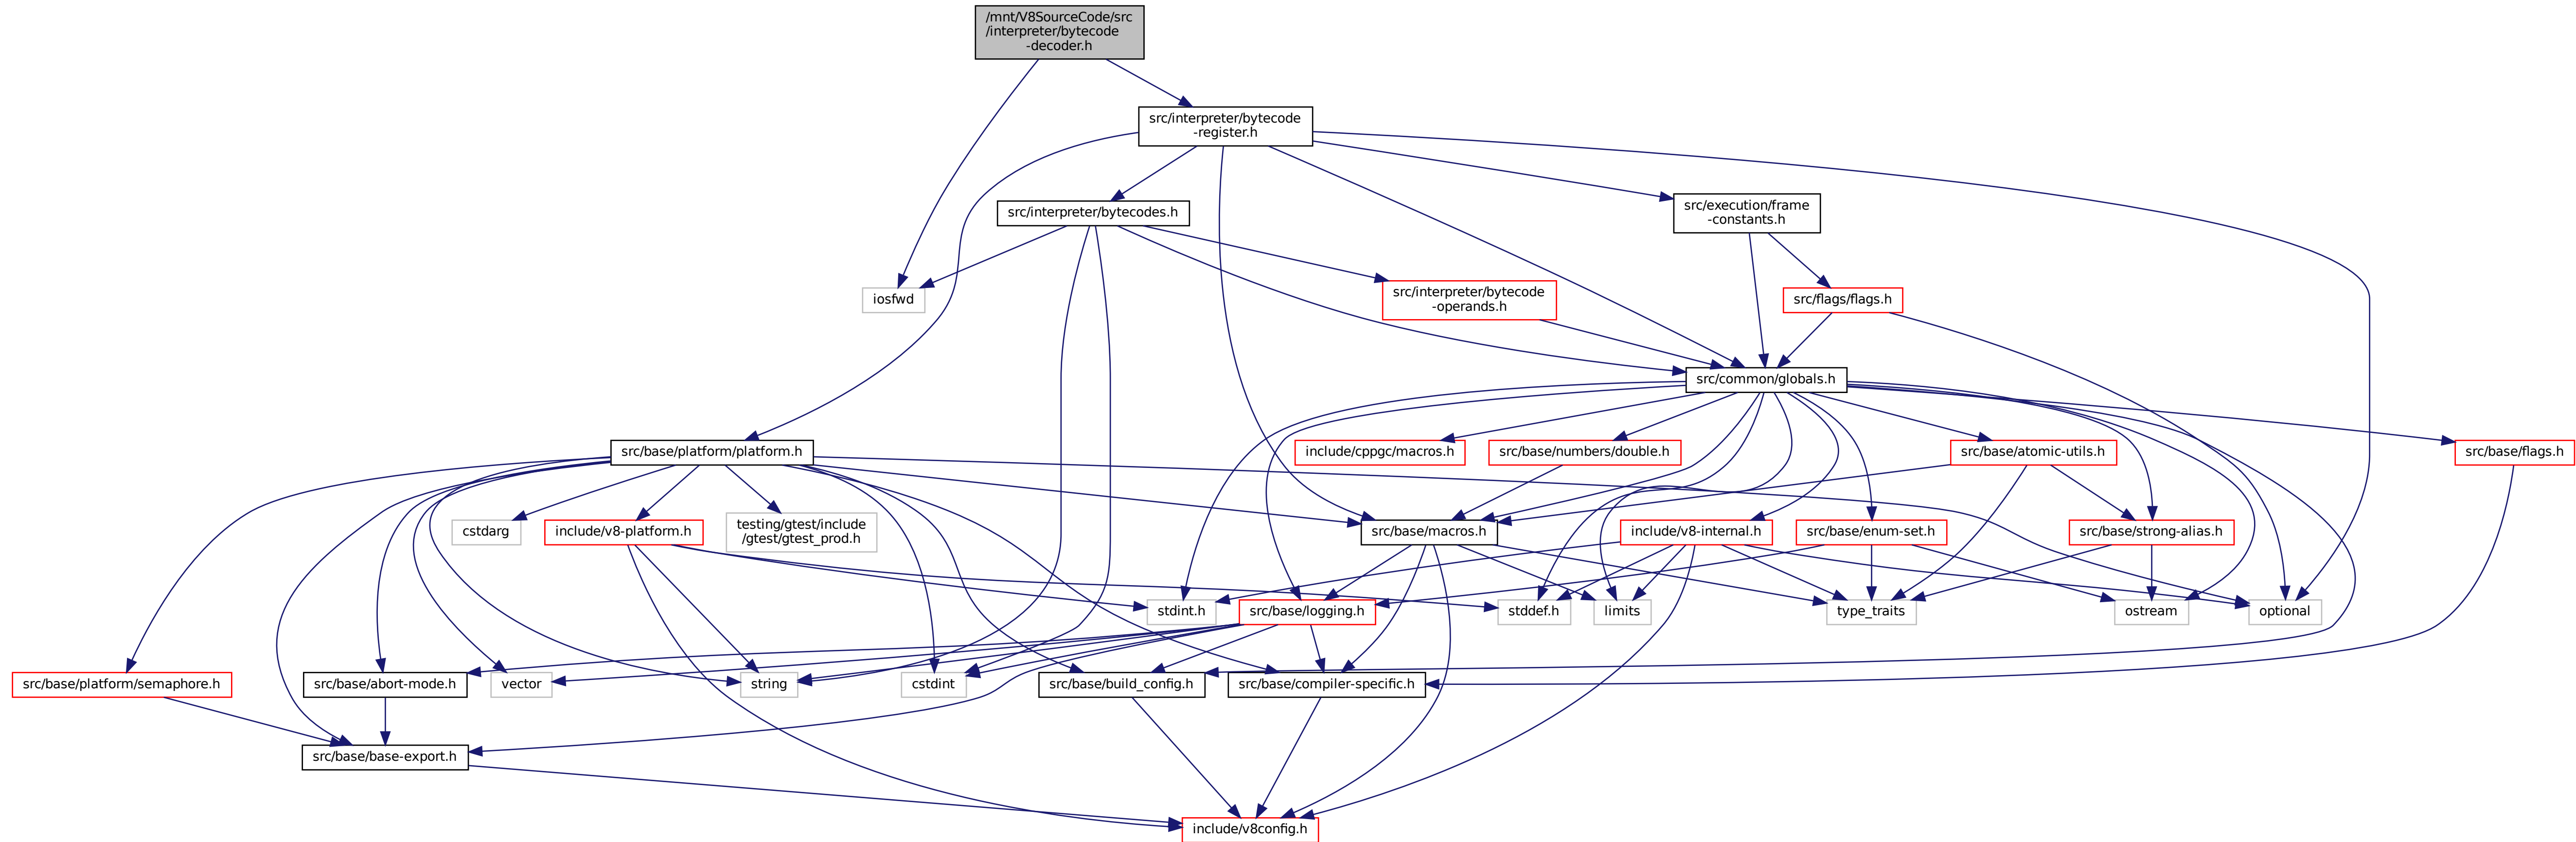 /mnt/V8SourceCode/src
/interpreter/bytecode
-decoder.h
src/interpreter/bytecode
-register.h
src/interpreter/bytecodes.h
src/execution/frame
-constants.h
iosfwd
src/interpreter/bytecode
-operands.h
src/flags/flags.h
src/common/globals.h
src/base/platform/platform.h
include/cppgc/macros.h
src/base/numbers/double.h
src/base/atomic-utils.h
src/base/flags.h
cstdarg
include/v8-platform.h
testing/gtest/include
/gtest/gtest_prod.h
src/base/macros.h
include/v8-internal.h
src/base/enum-set.h
src/base/strong-alias.h
stdint.h
src/base/logging.h
stddef.h
limits
type_traits
ostream
optional
src/base/platform/semaphore.h
src/base/abort-mode.h
vector
string
cstdint
src/base/build_config.h
src/base/compiler-specific.h
src/base/base-export.h
include/v8config.h